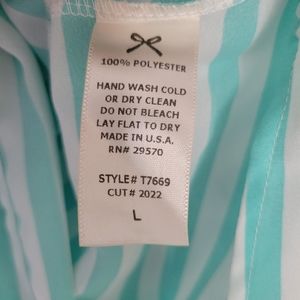 100% POLYESTER
HAND WASH COLD
OR DRY CLEAN
DO NOT BLEACH
LAY FLAT TO DRY
MADE IN U.S.A.
RN# 29570
STYLE# T7669
CUT# 2022
L